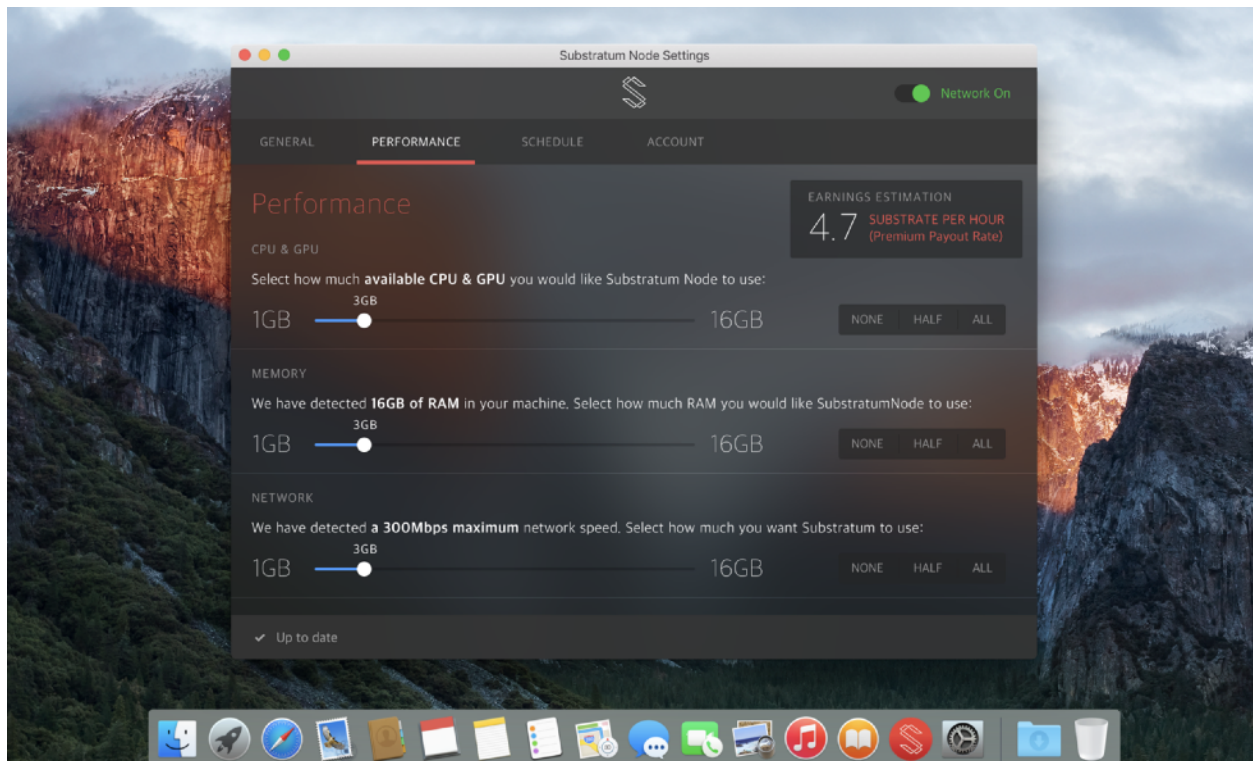 Substratum Node Settings
Network On
GENERAL PERFORMANCE SCHEDULE ACCOUNT
Performance
EARNINGS ESTIMATION
4.7 SUBSTRATE PER HOUR
(Premium Payout Rate)
CPU & GPU
Select how much available CPU & GPU you would like Substratum Node to use:
3GB
1GB 16GB NONE HALF ALL
MEMORY
We have detected 16GB of RAM in your machine. Select how much RAM you would like SubstratumNode to use:
3GB
1GB 16GB NONE HALF ALL
NETWORK
We have detected a 300Mbps maximum network speed. Select how much you want Substratum to use:
3GB
1GB 16GB NONE HALF ALL
Up to date